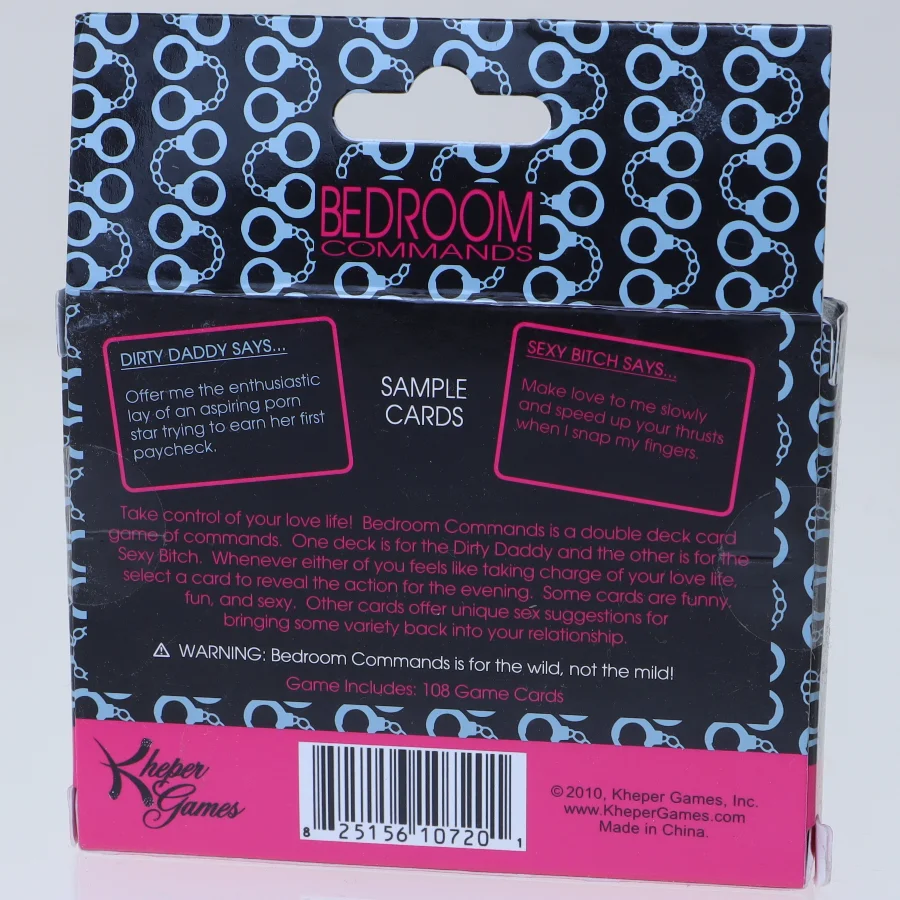 BEDROOM
COMMANDS
DIRTY DADDY SAYS...
Offer me the enthusiastic
lay of an aspiring porn
star trying to earn her first
paycheck.
SAMPLE
CARDS
SEXY BITCH SAYS...
Make love to me slowly
and speed up your thrusts
when I snap my fingers.
Take control of your love life! Bedroom Commands is a double deck card
game of commands. One deck is for the Dirty Daddy and the other is for the
Sexy Bitch. Whenever either of you feels like taking charge of your love life,
select a card to reveal the action for the evening. Some cards are funny,
fun, and sexy. Other cards offer unique sex suggestions for
bringing some variety back into your relationship.
WARNING: Bedroom Commands is for the wild, not the mild!
Game Includes: 108 Game Cards
Kheper
Games
8 25156 10720 1
©2010, Kheper Games, Inc.
www.KheperGames.com
Made in China.